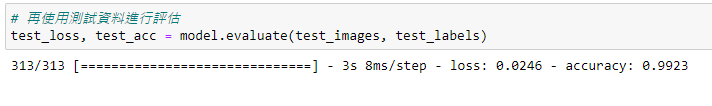 # 再使用測試資料進行評估
test_loss, test_acc = model.evaluate(test_images, test_labels)
313/313 [==============================] - 3s 8ms/step - loss: 0.0246 - accuracy: 0.9923